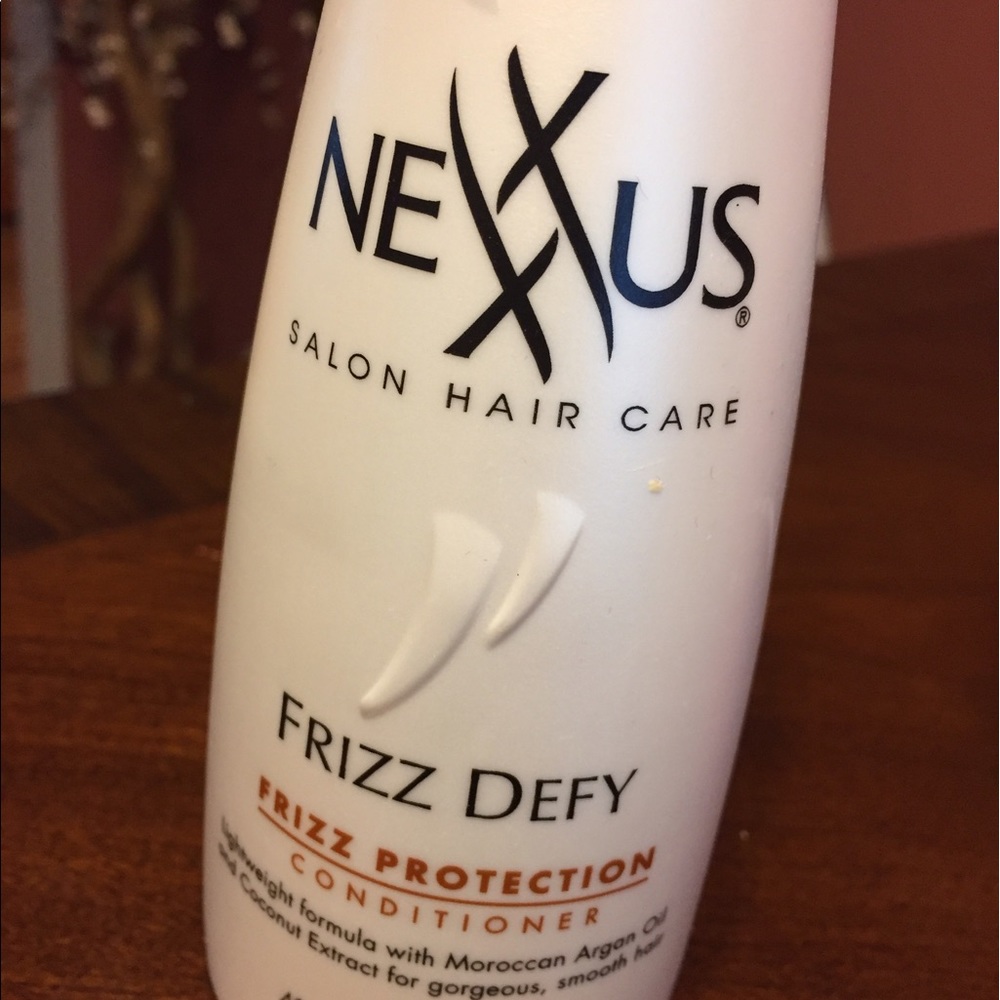 NEXXUS®
SALON HAIR CARE
FRIZZ DEFY
FRIZZ PROTECTION
CONDITIONER
lightweight formula with Moroccan Argan Oil
and Coconut Extract for gorgeous, smooth hair